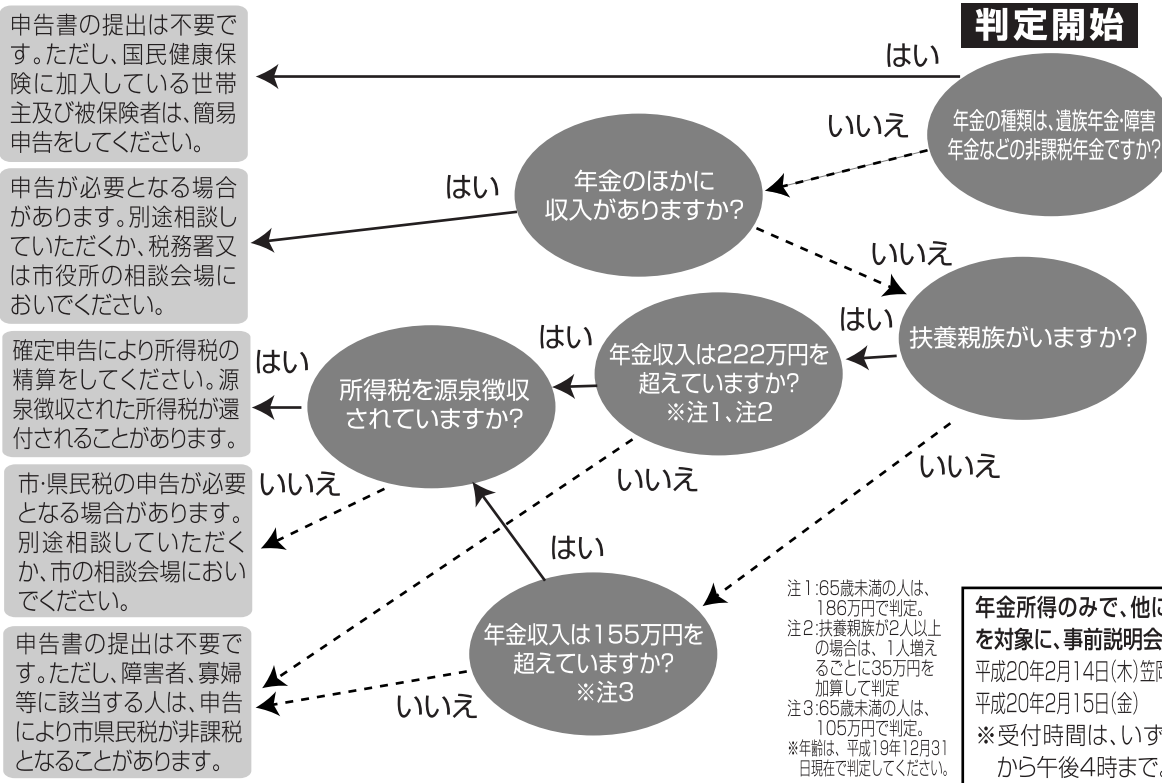 判定開始
年金の種類は、遺族年金・障害
年金などの非課税年金ですか?
はい
いいえ
申告書の提出は不要で
す。ただし、国民健康保
険に加入している世帯
主及び被保険者は、簡易
申告をしてください。
年金のほかに
収入がありますか?
はい
いいえ
申告が必要となる場合
があります。別途相談し
ていただくか、税務署又
は市役所の相談会場に
おいでください。
扶養親族がいますか?
はい
いいえ
年金収入は222万円を
超えていますか?
※注1、注2
はい
いいえ
所得税を源泉徴収
されていますか?
はい
いいえ
確定申告により所得税の
精算をしてください。源
泉徴収された所得税が還
付されることがあります。
市・県民税の申告が必要
となる場合があります。
別途相談していただく
か、市の相談会場におい
でください。
年金収入は155万円を
超えていますか?
※注3
はい
いいえ
申告書の提出は不要で
す。ただし、障害者、寡婦
等に該当する人は、申告
により市県民税が非課税
となることがあります。
注1:65歳未満の人は、
186万円で判定。
注2:扶養親族が2人以上
の場合は、1人増え
るごとに35万円を
加算して判定
注3:65歳未満の人は、
105万円で判定。
※年齢は、平成19年12月31
日現在で判定してください。
年金所得のみで、他に
を対象に、事前説明会
平成20年2月14日(木)笠岡
平成20年2月15日(金)
※受付時間は、いず
から午後4時まで